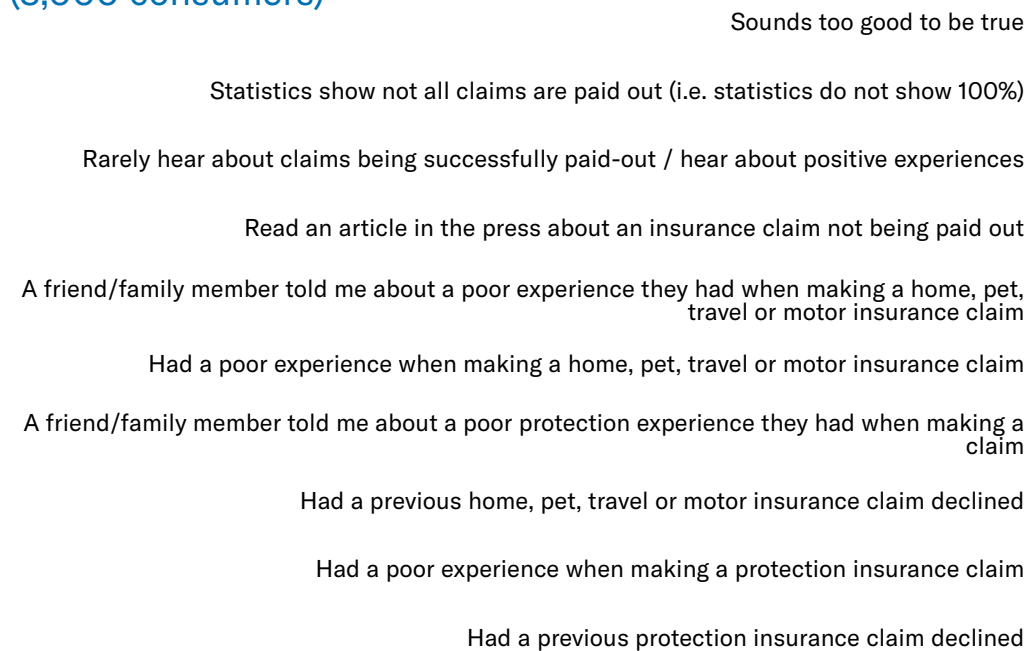 consumers)
Sounds too good to be true
Statistics show not all claims are paid out (i.e. statistics do not show 100%)
Rarely hear about claims being successfully paid-out / hear about positive experiences
Read an article in the press about an insurance claim not being paid out
A friend/family member told me about a poor experience they had when making a home, pet,
travel or motor insurance claim
Had a poor experience when making a home, pet, travel or motor insurance claim
A friend/family member told me about a poor protection experience they had when making a
claim
Had a previous home, pet, travel or motor insurance claim declined
Had a poor experience when making a protection insurance claim
Had a previous protection insurance claim declined